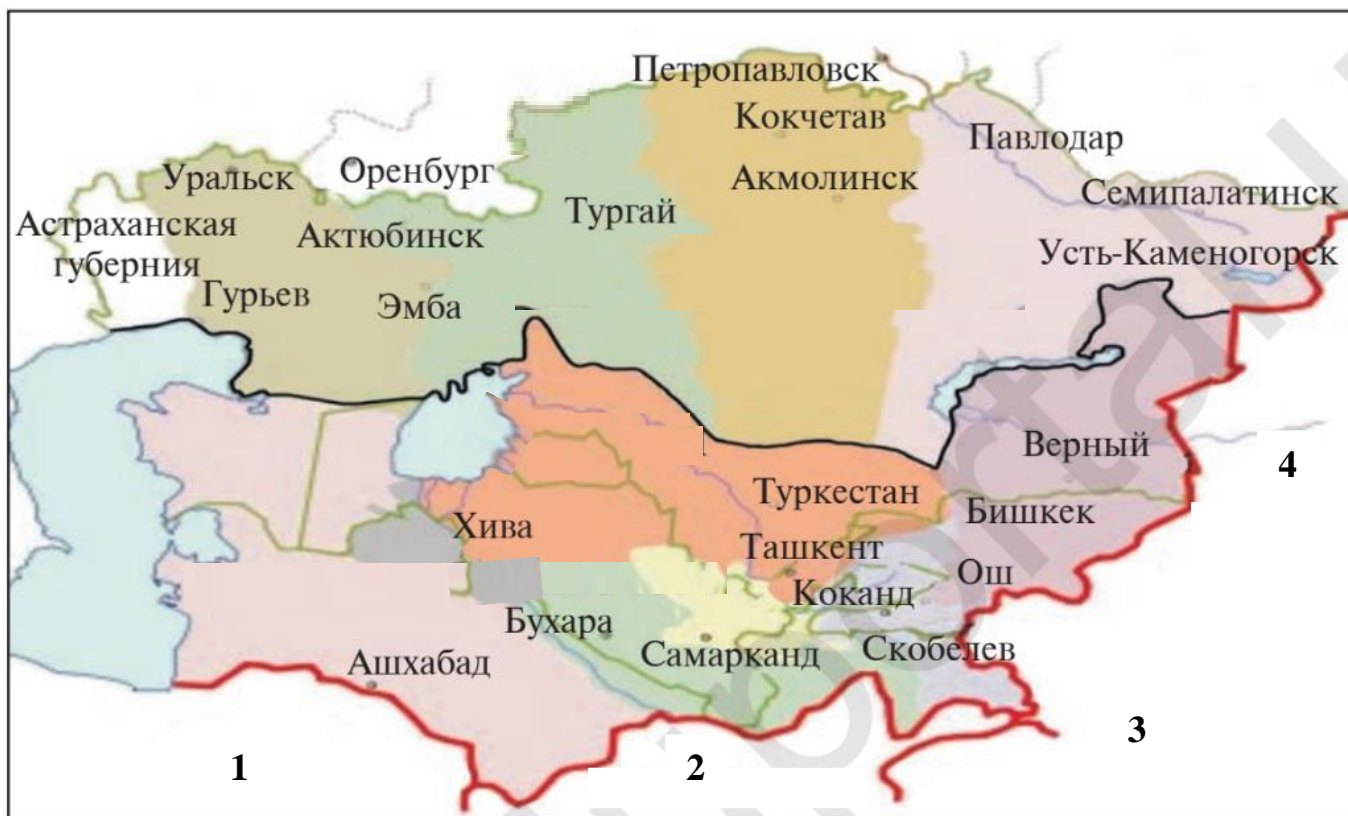 Петропавловск
Кокчетав
Павлодар
Уральск
Оренбург
Акмолинск
Семипалатинск
Тургай
Астраханская
губерния
Актюбинск
Усть-Каменогорск
Гурьев
Эмба
Верный
4
Туркестан
Бишкек
Хива
Ташкент
Ош
Коканд
Бухара
Самарканд
Скобелев
Ашхабад
3
1
2